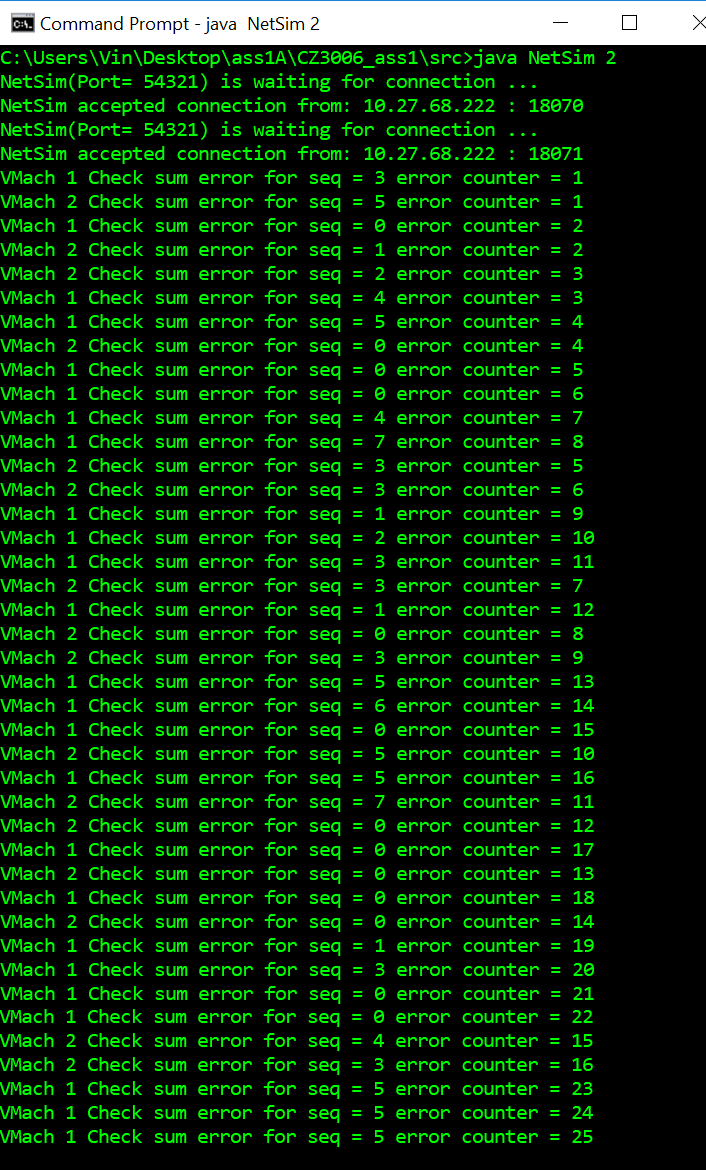 Command Prompt - java  NetSim 2
C:\Users\Vin\Desktop\ass1A\CZ3006_ass1\src>java NetSim 2
NetSim(Port= 54321) is waiting for connection ...
NetSim accepted connection from: 10.27.68.222 : 18070
NetSim(Port= 54321) is waiting for connection ...
NetSim accepted connection from: 10.27.68.222 : 18071
VMach 1 Check sum error for seq = 3 error counter = 1
VMach 2 Check sum error for seq = 5 error counter = 1
VMach 1 Check sum error for seq = 0 error counter = 2
VMach 2 Check sum error for seq = 1 error counter = 2
VMach 2 Check sum error for seq = 2 error counter = 3
VMach 1 Check sum error for seq = 4 error counter = 3
VMach 1 Check sum error for seq = 5 error counter = 4
VMach 2 Check sum error for seq = 0 error counter = 4
VMach 1 Check sum error for seq = 0 error counter = 5
VMach 1 Check sum error for seq = 0 error counter = 6
VMach 1 Check sum error for seq = 4 error counter = 7
VMach 1 Check sum error for seq = 7 error counter = 8
VMach 2 Check sum error for seq = 3 error counter = 5
VMach 2 Check sum error for seq = 3 error counter = 6
VMach 1 Check sum error for seq = 1 error counter = 9
VMach 1 Check sum error for seq = 2 error counter = 10
VMach 1 Check sum error for seq = 3 error counter = 11
VMach 2 Check sum error for seq = 3 error counter = 7
VMach 1 Check sum error for seq = 1 error counter = 12
VMach 2 Check sum error for seq = 0 error counter = 8
VMach 2 Check sum error for seq = 3 error counter = 9
VMach 1 Check sum error for seq = 5 error counter = 13
VMach 1 Check sum error for seq = 6 error counter = 14
VMach 1 Check sum error for seq = 0 error counter = 15
VMach 2 Check sum error for seq = 5 error counter = 10
VMach 1 Check sum error for seq = 5 error counter = 16
VMach 2 Check sum error for seq = 7 error counter = 11
VMach 2 Check sum error for seq = 0 error counter = 12
VMach 1 Check sum error for seq = 0 error counter = 17
VMach 2 Check sum error for seq = 0 error counter = 13
VMach 1 Check sum error for seq = 0 error counter = 18
VMach 2 Check sum error for seq = 0 error counter = 14
VMach 1 Check sum error for seq = 1 error counter = 19
VMach 1 Check sum error for seq = 3 error counter = 20
VMach 1 Check sum error for seq = 0 error counter = 21
VMach 1 Check sum error for seq = 0 error counter = 22
VMach 2 Check sum error for seq = 4 error counter = 15
VMach 2 Check sum error for seq = 3 error counter = 16
VMach 1 Check sum error for seq = 5 error counter = 23
VMach 1 Check sum error for seq = 5 error counter = 24
VMach 1 Check sum error for seq = 5 error counter = 25